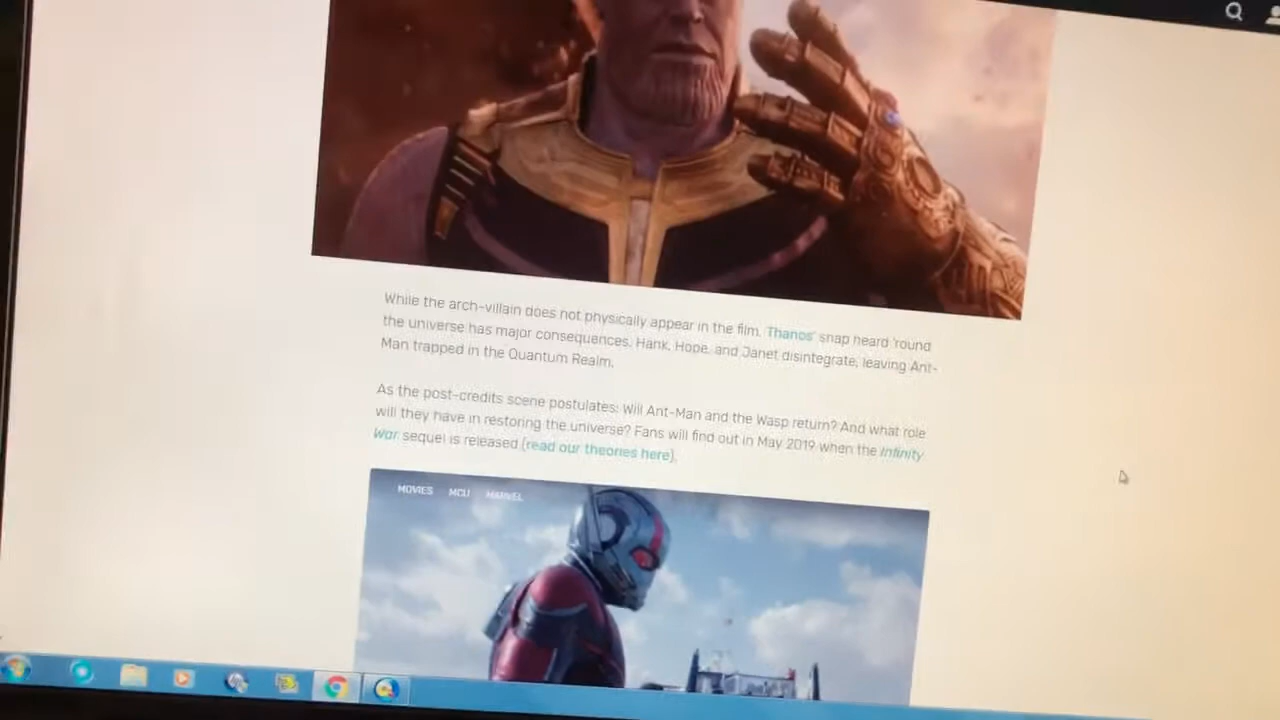 While the arch-villain does not physically appear in the film, Thanos' snap heard 'round
the universe has major consequences. Hank, Hope, and Janet disintegrate, leaving Ant-
Man trapped in the Quantum Realm.
As the post-credits scene postulates: Will Ant-Man and the Wasp return? And what role
will they have in restoring the universe? Fans will find out in May 2019 when the Infinity
War sequel is released (read our theories here).
MOVIES MCU MARVEL